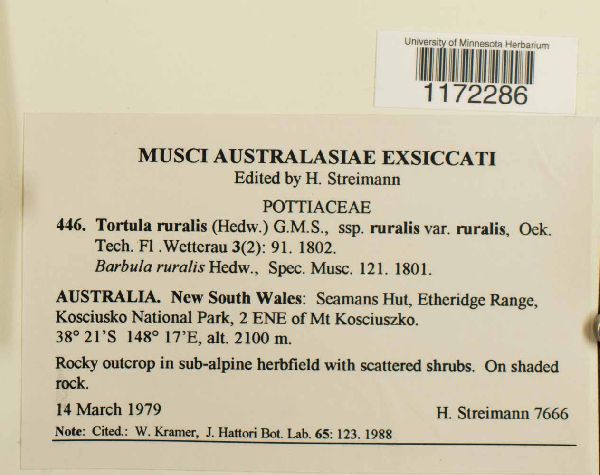 University of Minnesota Herbarium
1172286
MUSCI AUSTRALASIAE EXSICCATI
Edited by H. Streimann
POTTIACEAE
446. Tortula ruralis (Hedw.) G.M.S., ssp. ruralis var. ruralis, Oek.
Tech. Fl .Wetterau 3(2): 91. 1802.
Barbula ruralis Hedw., Spec. Musc. 121. 1801.
AUSTRALIA. New South Wales: Seamans Hut, Etheridge Range,
Kosciusko National Park, 2 ENE of Mt Kosciuszko.
38° 21'S 148° 17'E, alt. 2100 m.
Rocky outcrop in sub-alpine herbfield with scattered shrubs. On shaded
rock.
14 March 1979 H. Streimann 7666
Note: Cited.: W. Kramer, J. Hattori Bot. Lab. 65: 123. 1988